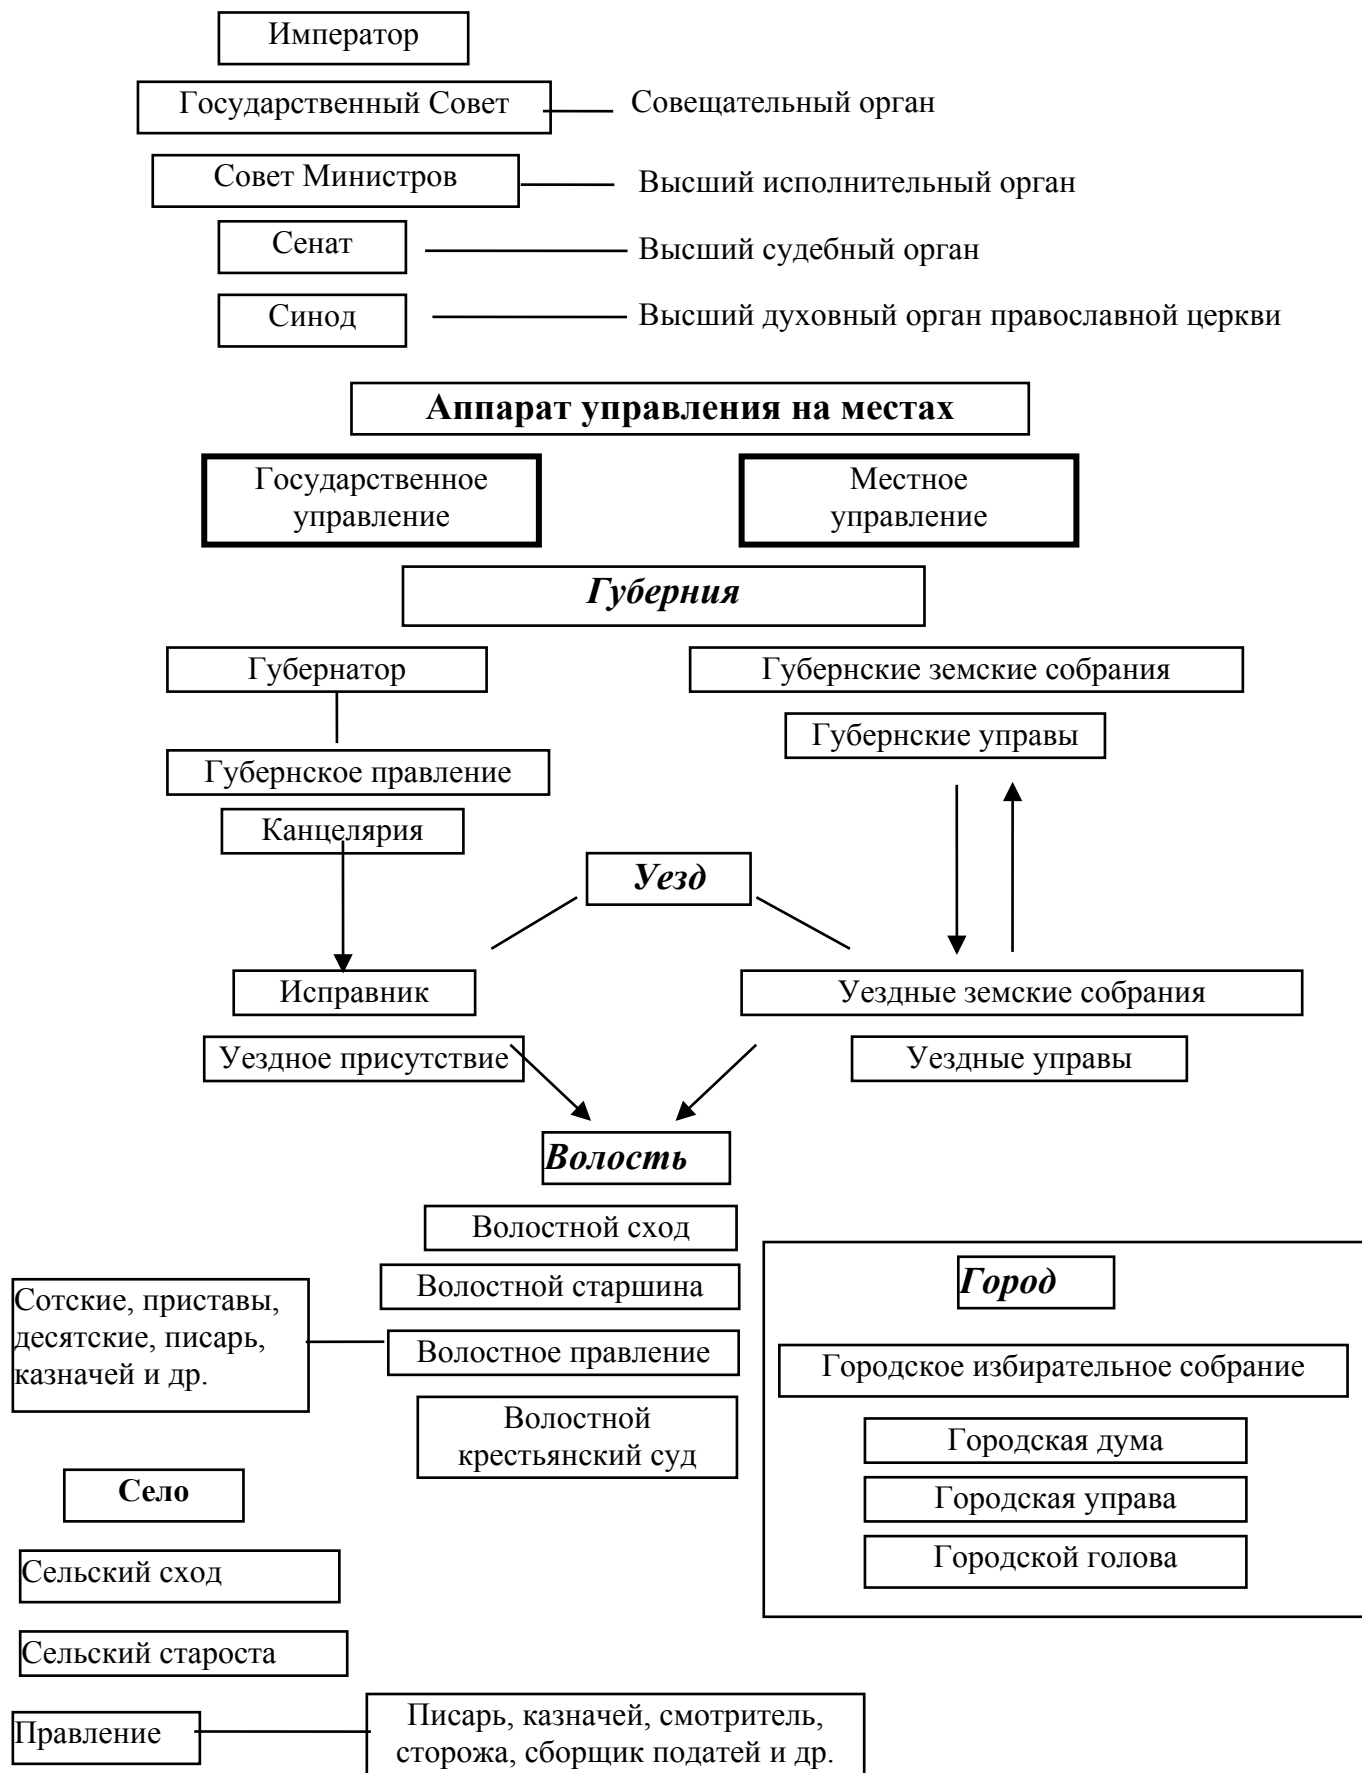 Император
Государственный Совет
Совещательный орган
Совет Министров
Высший исполнительный орган
Сенат
Высший судебный орган
Синод
Высший духовный орган православной церкви
Аппарат управления на местах
Государственное
управление
Местное
управление
Губерния
Губернатор
Губернские земские собрания
Губернские управы
Губернское правление
Канцелярия
Уезд
Исправник
Уездные земские собрания
Уездное присутствие
Уездные управы
Волость
Волостной сход
Волостной старшина
Сотские, приставы,
десятские, писарь,
казначей и др.
Волостное правление
Волостной
крестьянский суд
Город
Городское избирательное собрание
Городская дума
Городская управа
Городской голова
Село
Сельский сход
Сельский староста
Правление
Писарь, казначей, смотритель,
сторожа, сборщик податей и др.